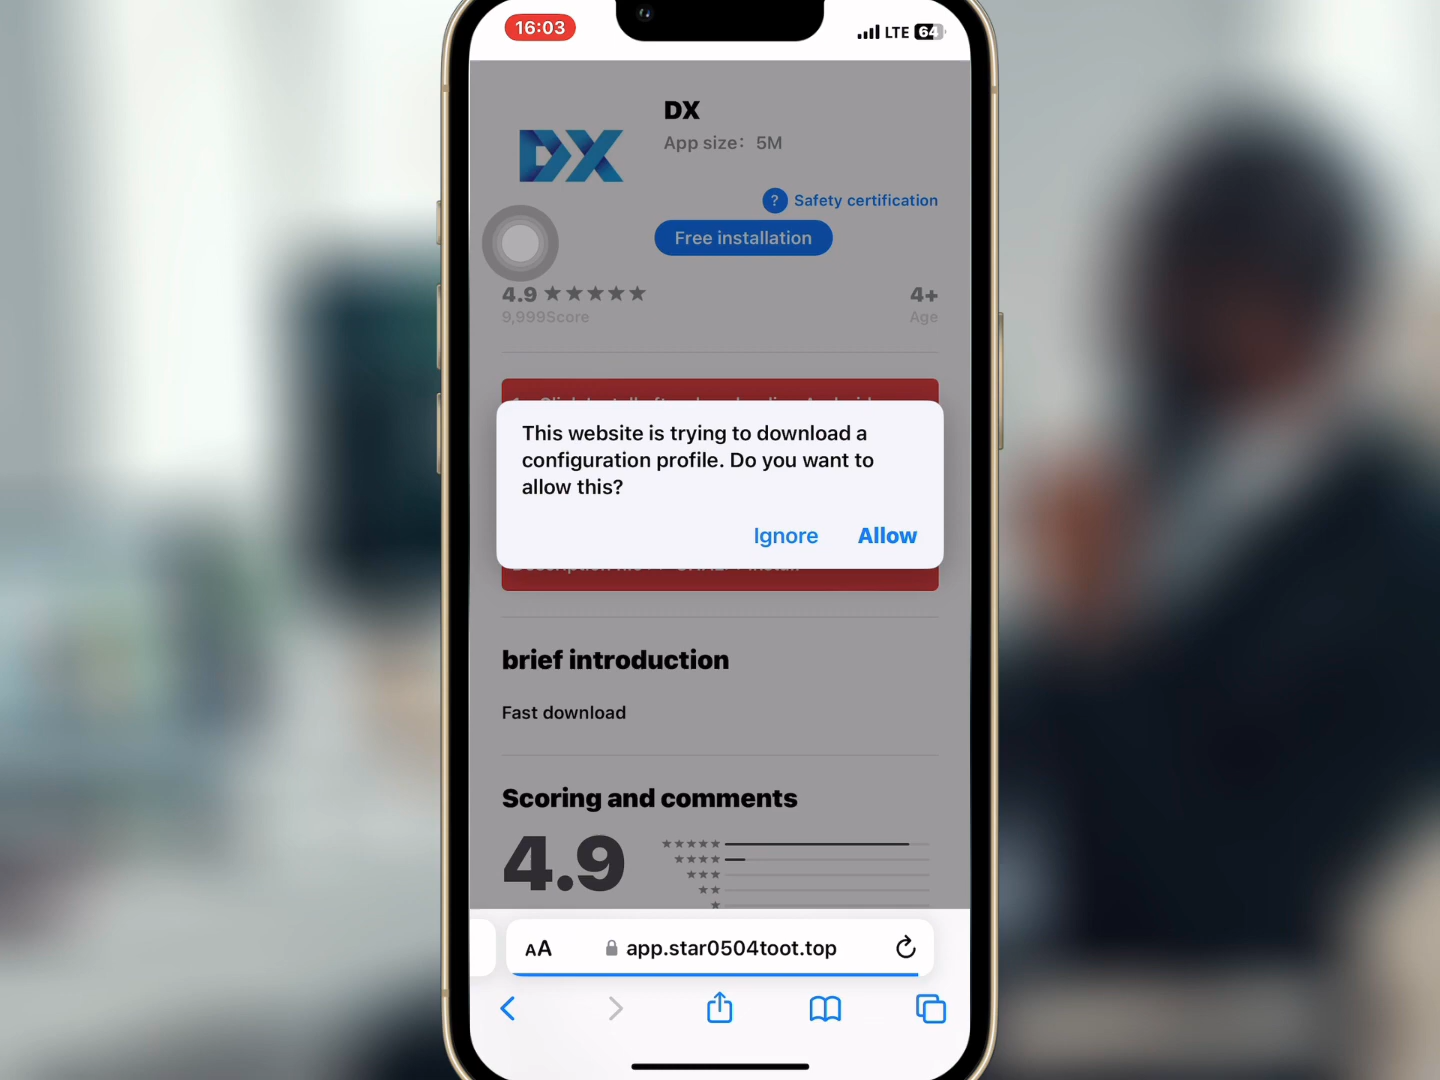 16:03
LTE 64
DX
App size: 5M
DX
? Safety certification
Free installation
4.9 ★★★★★
4+
9,999Score
Age
This website is trying to download a
configuration profile. Do you want to
allow this?
Ignore Allow
brief introduction
Fast download
Scoring and comments
4.9
AA app.star0504toot.top